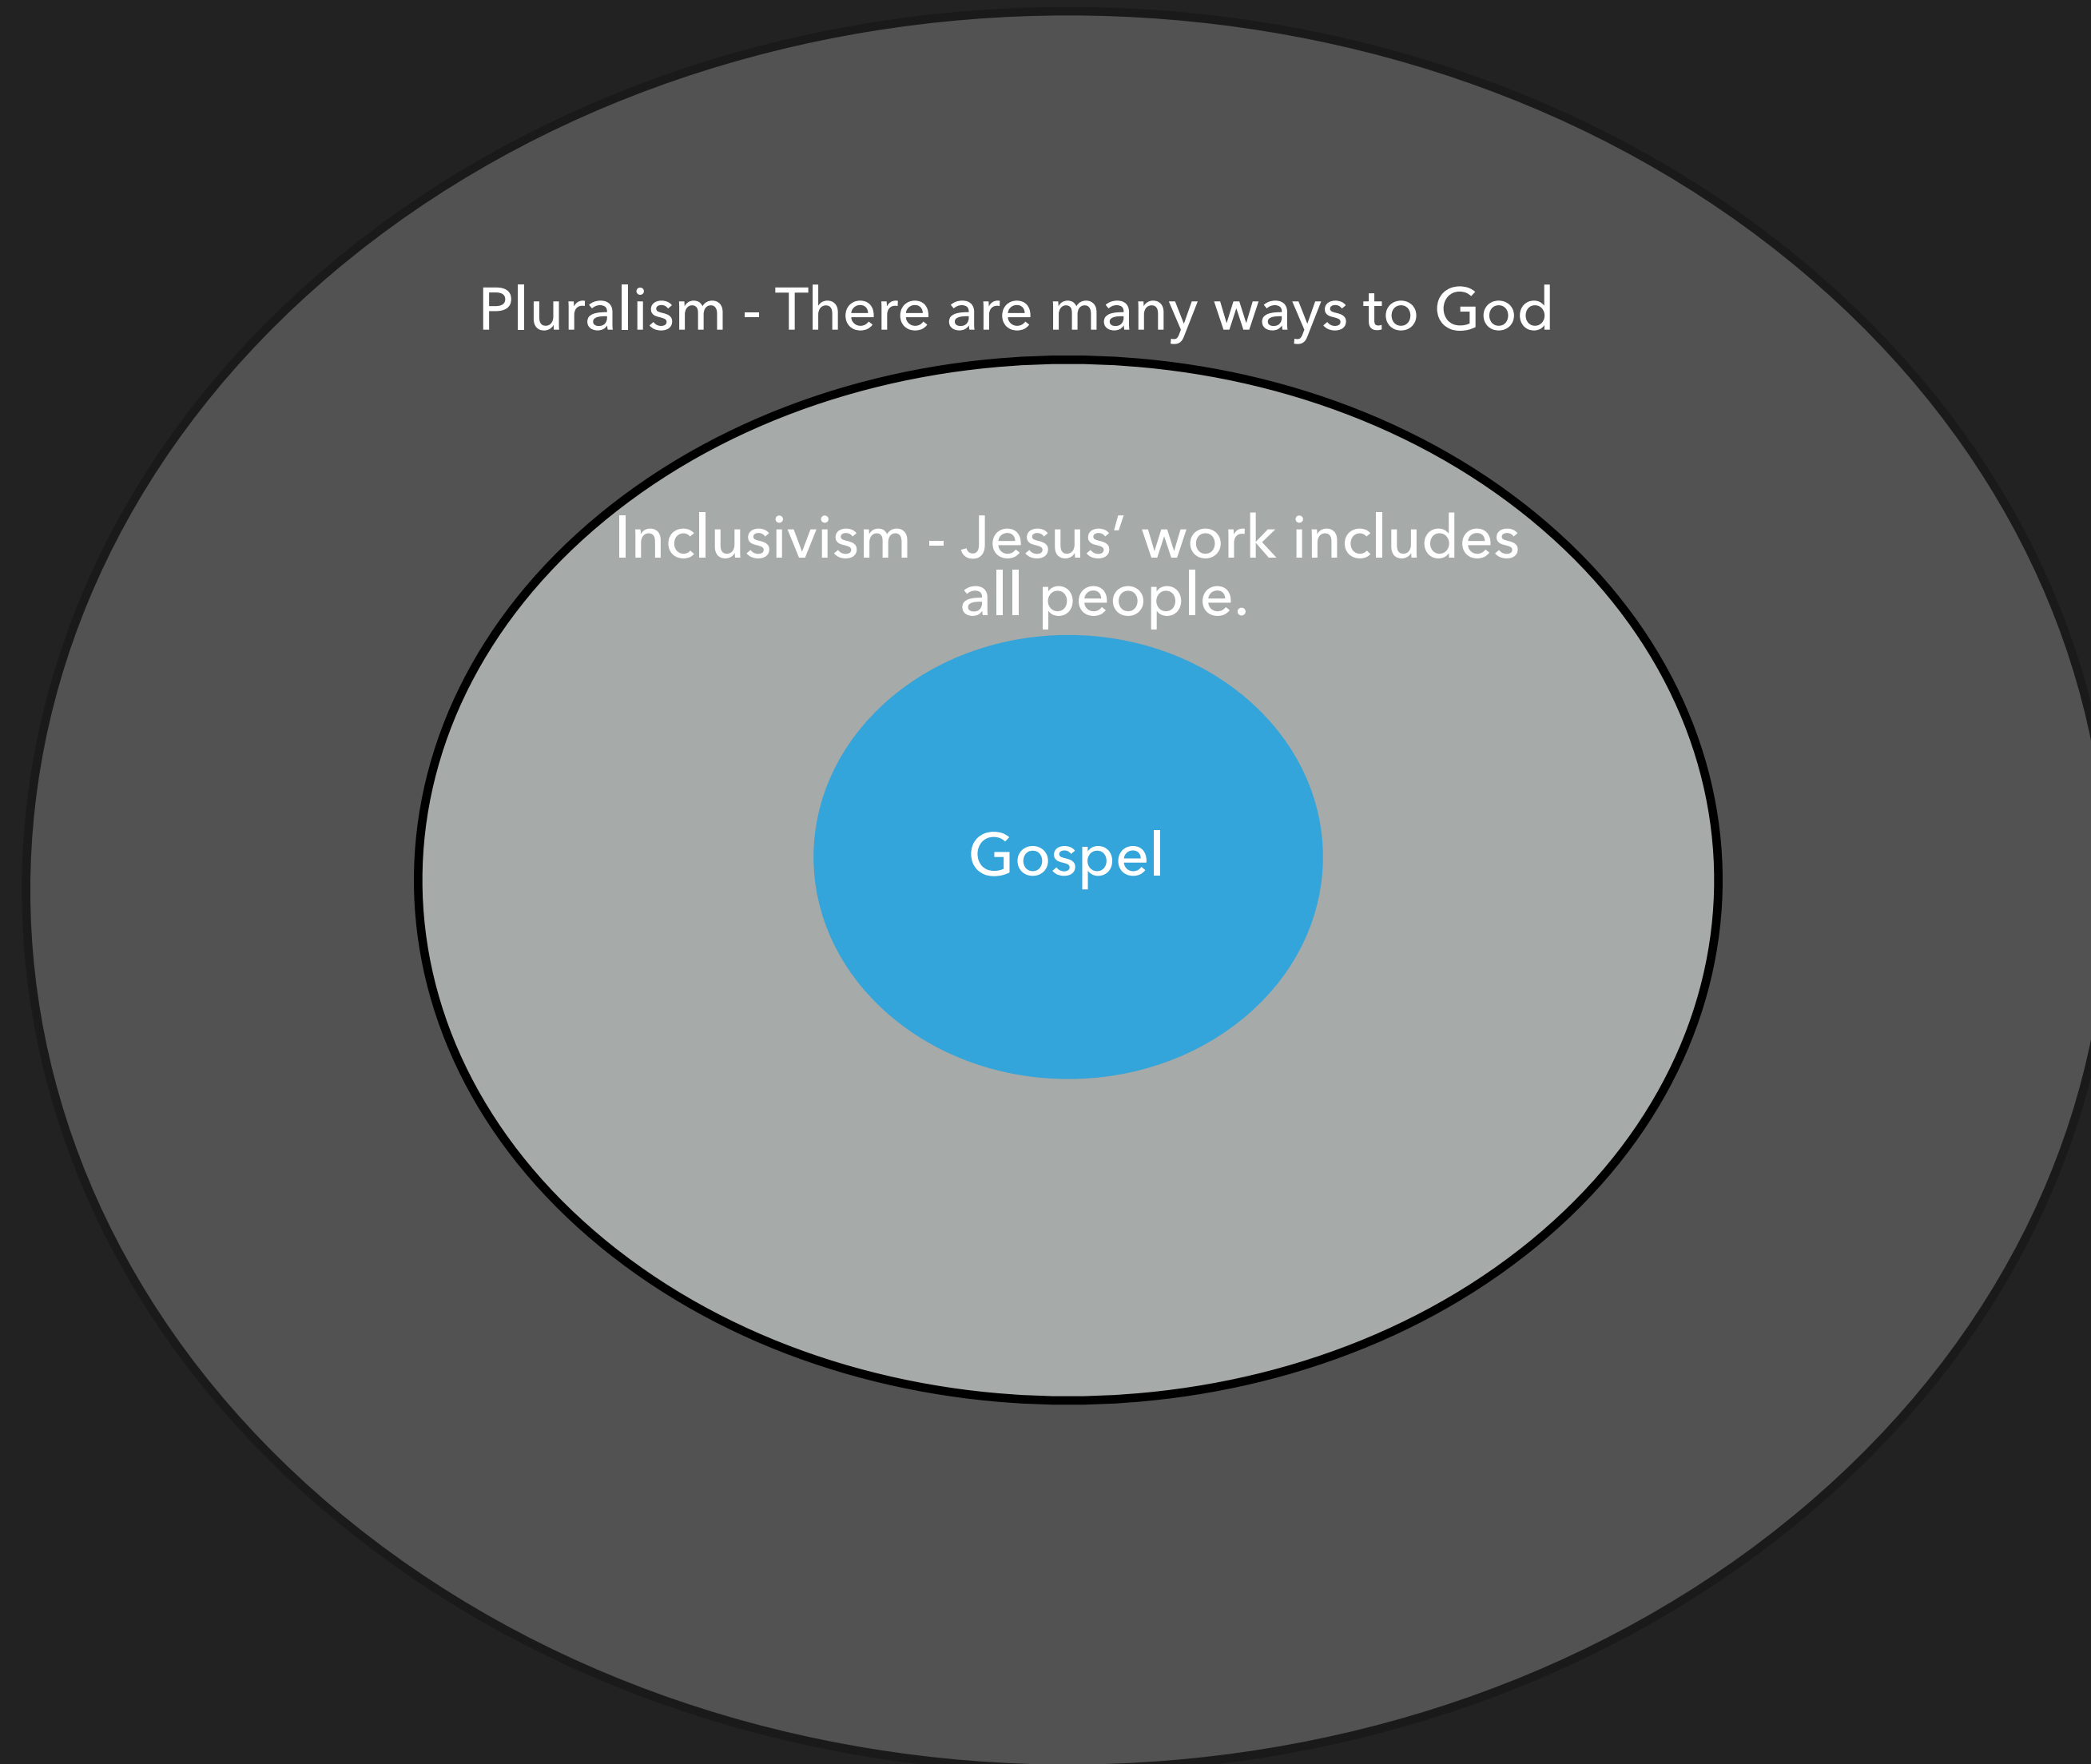 Pluralism - There are many ways to God
Inclusivism - Jesus’ work includes
all people.
Gospel